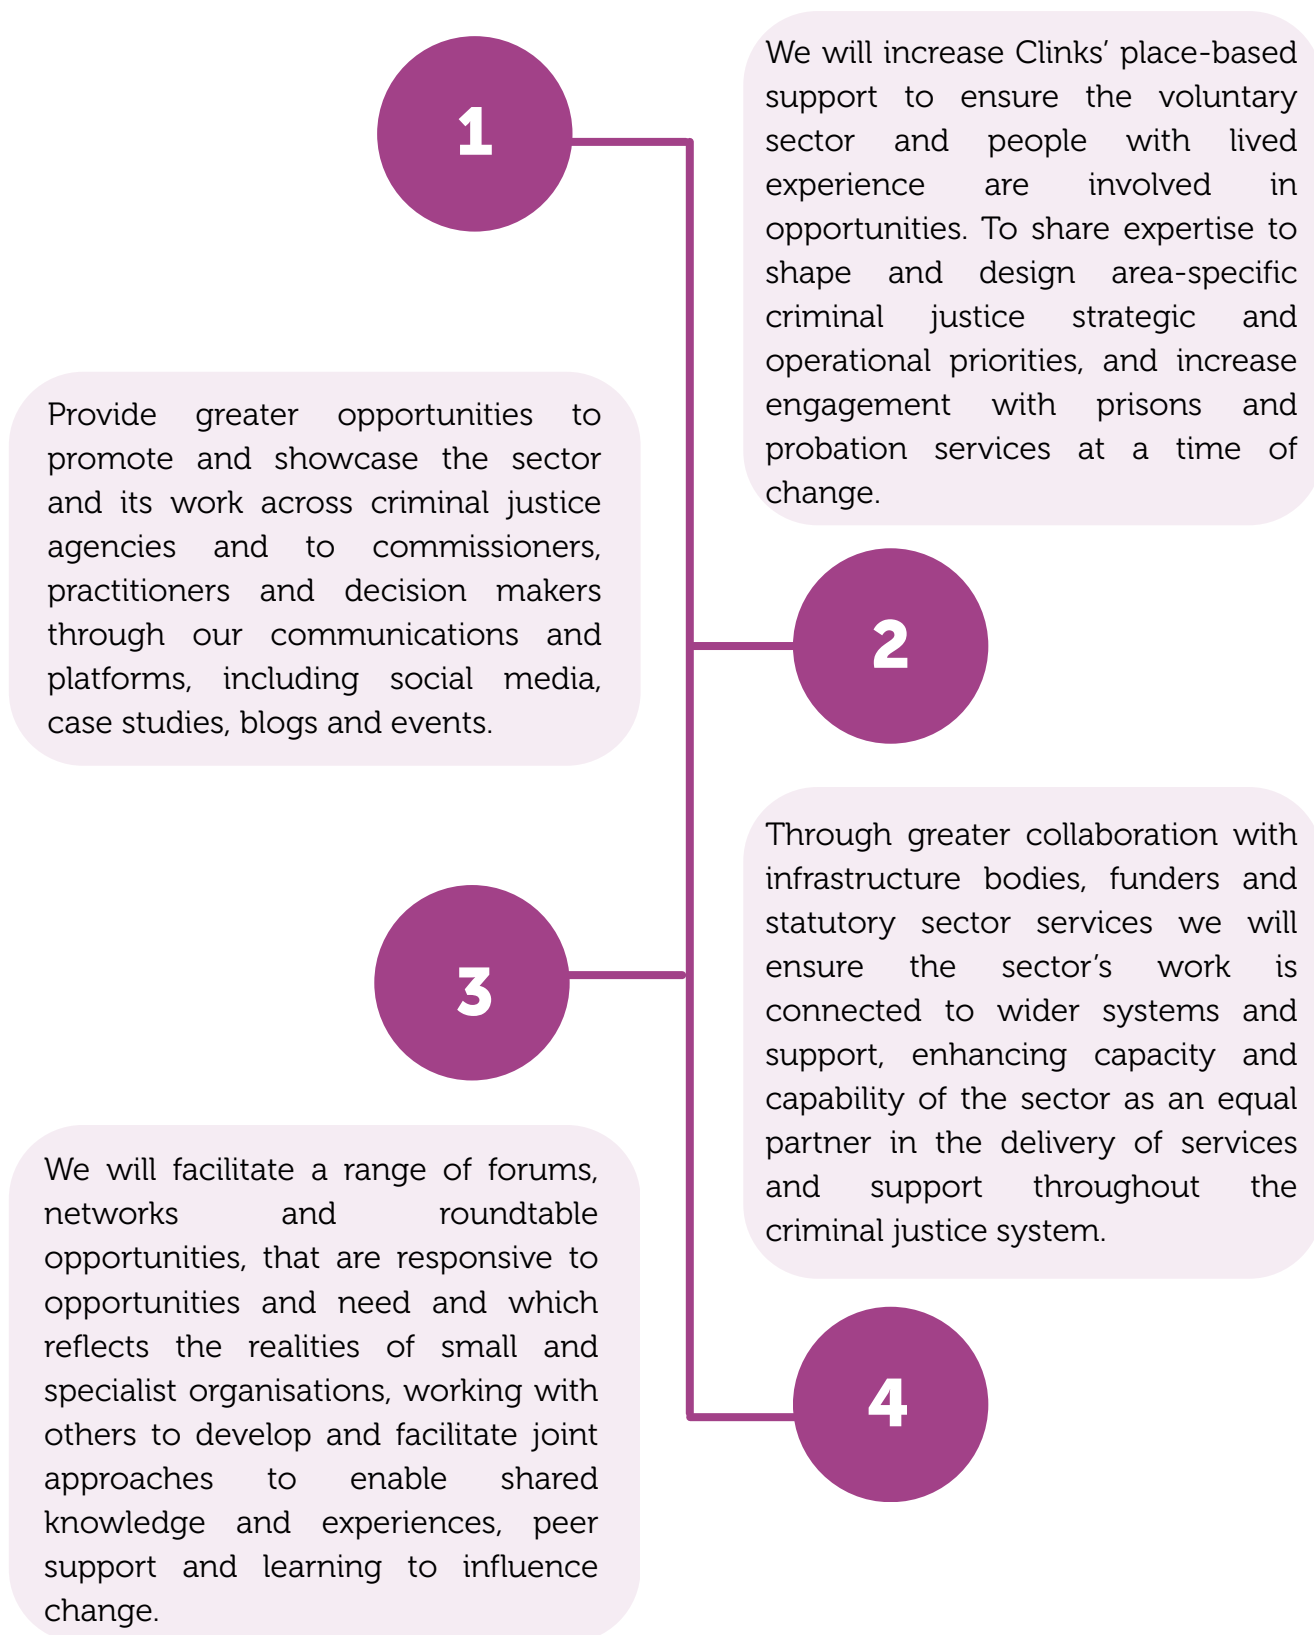 1
We will increase Clinks’ place-based
support to ensure the voluntary
sector and people with lived
experience are involved in
opportunities. To share expertise to
shape and design area-specific
criminal justice strategic and
operational priorities, and increase
engagement with prisons and
probation services at a time of
change.
2
Provide greater opportunities to
promote and showcase the sector
and its work across criminal justice
agencies and to commissioners,
practitioners and decision makers
through our communications and
platforms, including social media,
case studies, blogs and events.
3
Through greater collaboration with
infrastructure bodies, funders and
statutory sector services we will
ensure the sector’s work is
connected to wider systems and
support, enhancing capacity and
capability of the sector as an equal
partner in the delivery of services
and support throughout the
criminal justice system.
4
We will facilitate a range of forums,
networks and roundtable
opportunities, that are responsive to
opportunities and need and which
reflects the realities of small and
specialist organisations, working with
others to develop and facilitate joint
approaches to enable shared
knowledge and experiences, peer
support and learning to influence
change.